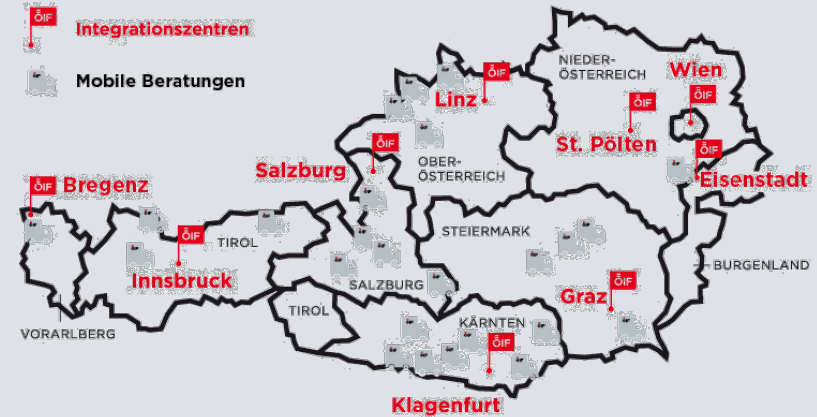 ÖIF
Integrationszentren
Mobile Beratungen
NIEDER-
ÖSTERREICH
Wien
ÖIF
Linz
ÖIF
ÖIF
St. Pölten
ÖIF
Salzburg
ÖIF
OBER-
ÖSTERREICH
Eisenstadt
ÖIF
Bregenz
ÖIF
Innsbruck
TIROL
STEIERMARK
BURGENLAND
SALZBURG
Graz
ÖIF
TIROL
KÄRNTEN
VORARLBERG
ÖIF
Klagenfurt
ÖIF